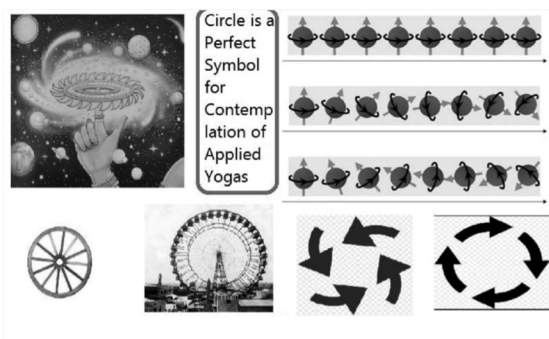 Circle is a
Perfect
Symbol
for
Contemp
lation of
Applied
Yogas